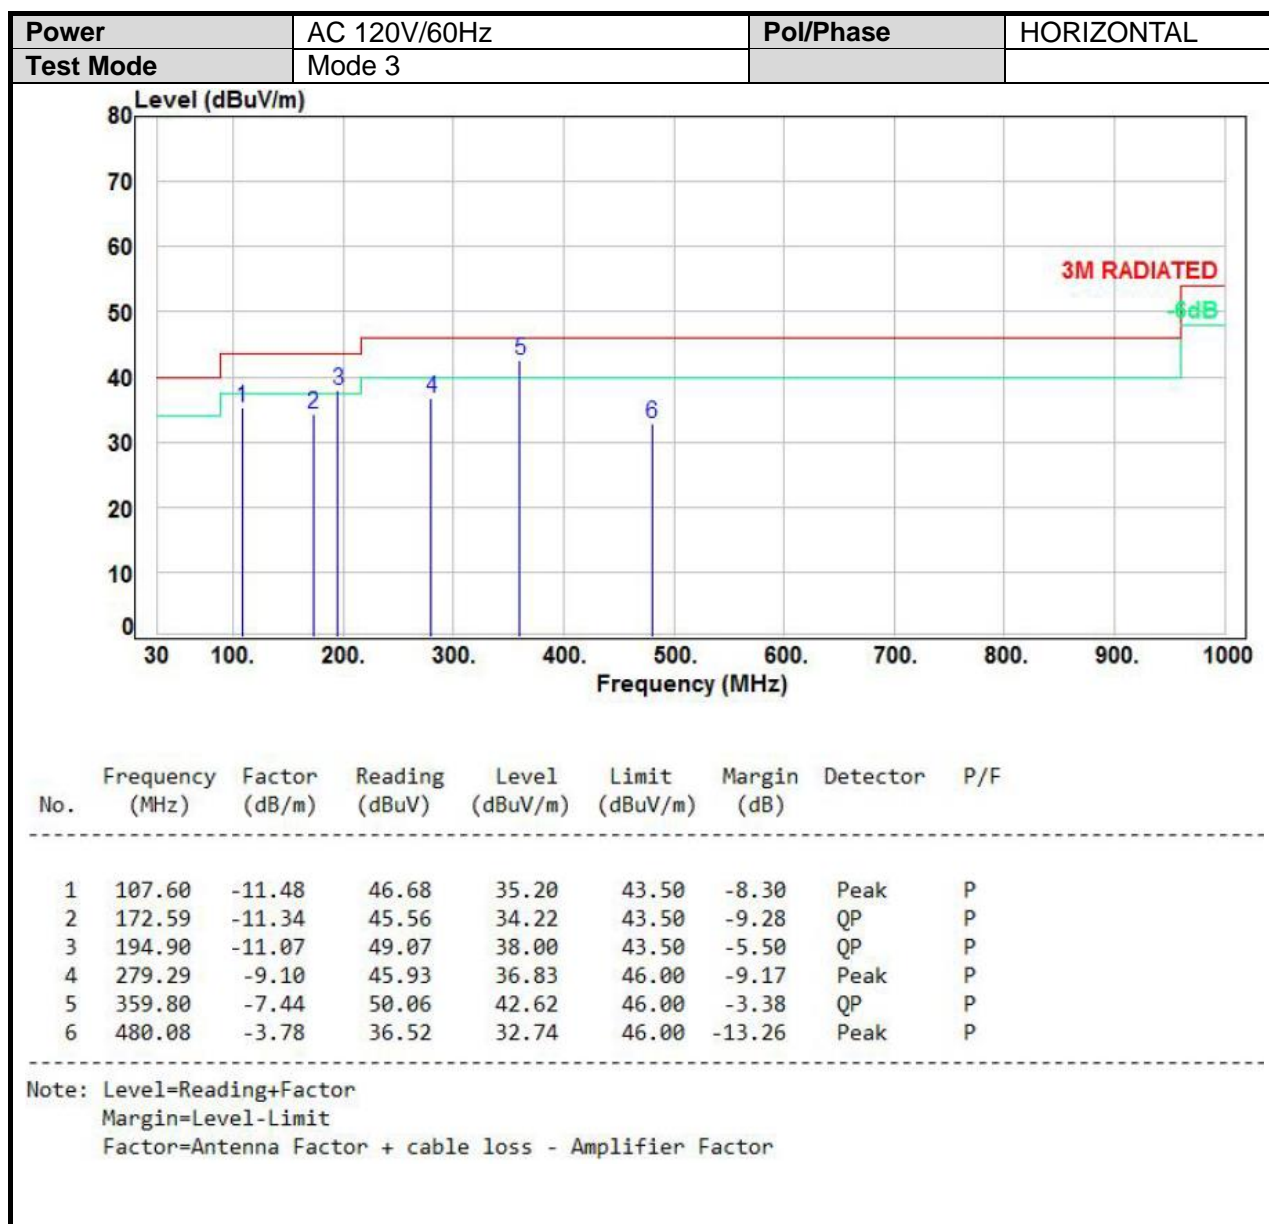 Power AC 120V/60Hz Pol/Phase HORIZONTAL
Test Mode Mode 3
Level (dBuV/m)
80
70
60
3M RADIATED
50
-6dB
5
40
1 2 3 4
6
30
20
10
0
30 100. 200. 300. 400. 500. 600. 700. 800. 900. 1000
Frequency (MHz)
Frequency Factor Reading Level Limit Margin Detector P/F
No. (MHz) (dB/m) (dBuV) (dBuV/m) (dBuV/m) (dB)
1 107.60 -11.48 46.68 35.20 43.50 -8.30 Peak P
2 172.59 -11.34 45.56 34.22 43.50 -9.28 QP P
3 194.90 -11.07 49.07 38.00 43.50 -5.50 QP P
4 279.29 -9.10 45.93 36.83 46.00 -9.17 Peak P
5 359.80 -7.44 50.06 42.62 46.00 -3.38 QP P
6 480.08 -3.78 36.52 32.74 46.00 -13.26 Peak P
Note: Level=Reading+Factor
Margin=Level-Limit
Factor=Antenna Factor + cable loss - Amplifier Factor